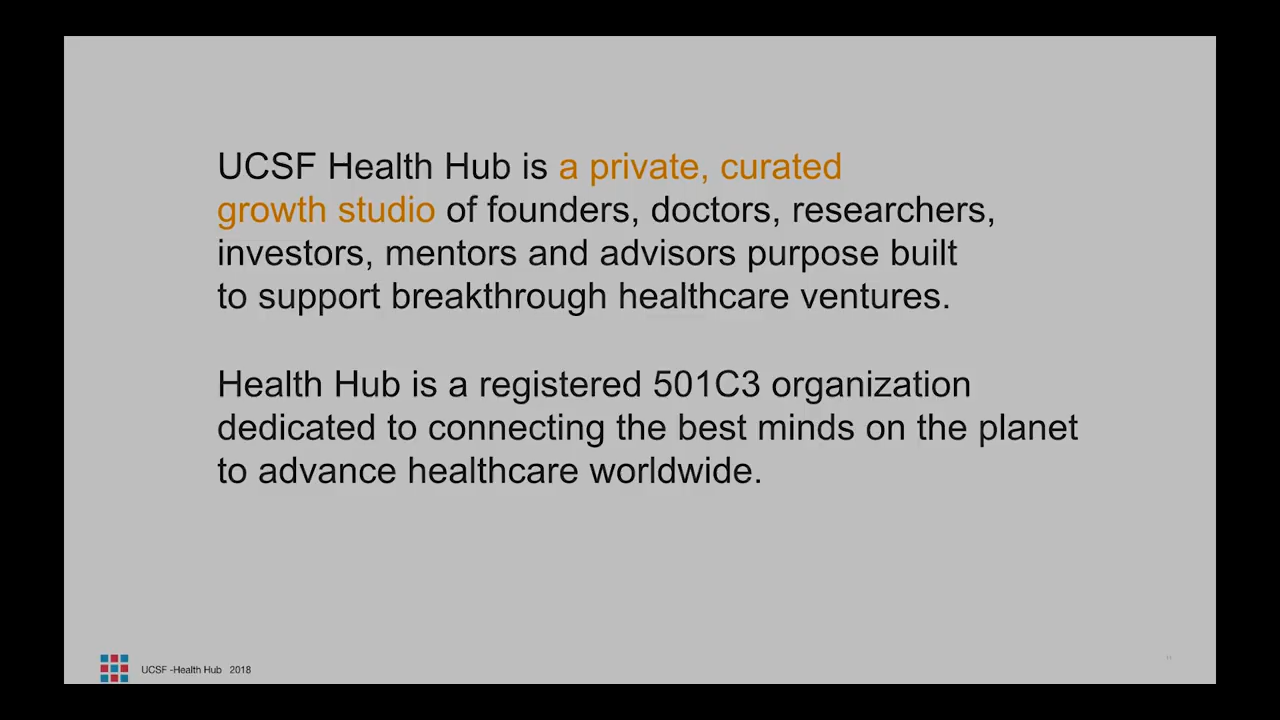 UCSF Health Hub is a private, curated
growth studio of founders, doctors, researchers,
investors, mentors and advisors purpose built
to support breakthrough healthcare ventures.
Health Hub is a registered 501C3 organization
dedicated to connecting the best minds on the planet
to advance healthcare worldwide.
UCSF -Health Hub 2018